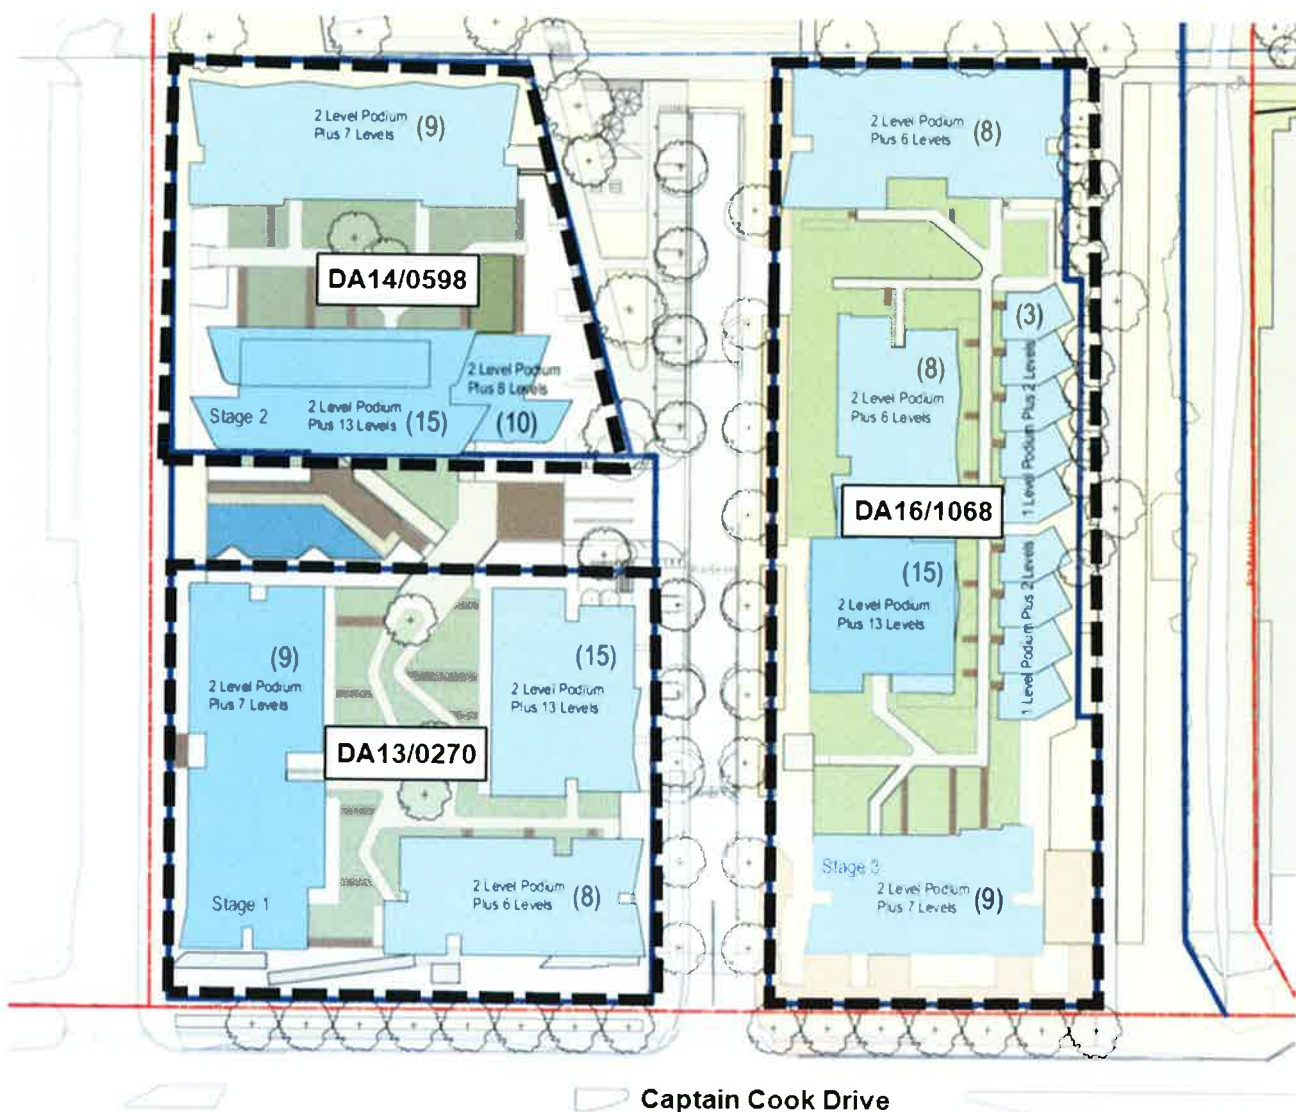 2 Level Podium
Plus 7 Levels (9)
DA14/0598
2 Level Podium
Plus 8 Levels
(10)
Stage 2
2 Level Podium
Plus 13 Levels (15)
(9)
2 Level Podium
Plus 7 Levels
(15)
2 Level Podium
Plus 13 Levels
DA13/0270
Stage 1
2 Level Podium
Plus 6 Levels (8)
2 Level Podium
Plus 6 Levels (8)
(3)
1 Level Podium Plus 2 Levels
(8)
2 Level Podium
Plus 6 Levels
DA16/1068
(15)
2 Level Podium
Plus 13 Levels
1 Level Podium Plus 2 Levels
Stage 3
2 Level Podium
Plus 7 Levels (9)
Captain Cook Drive